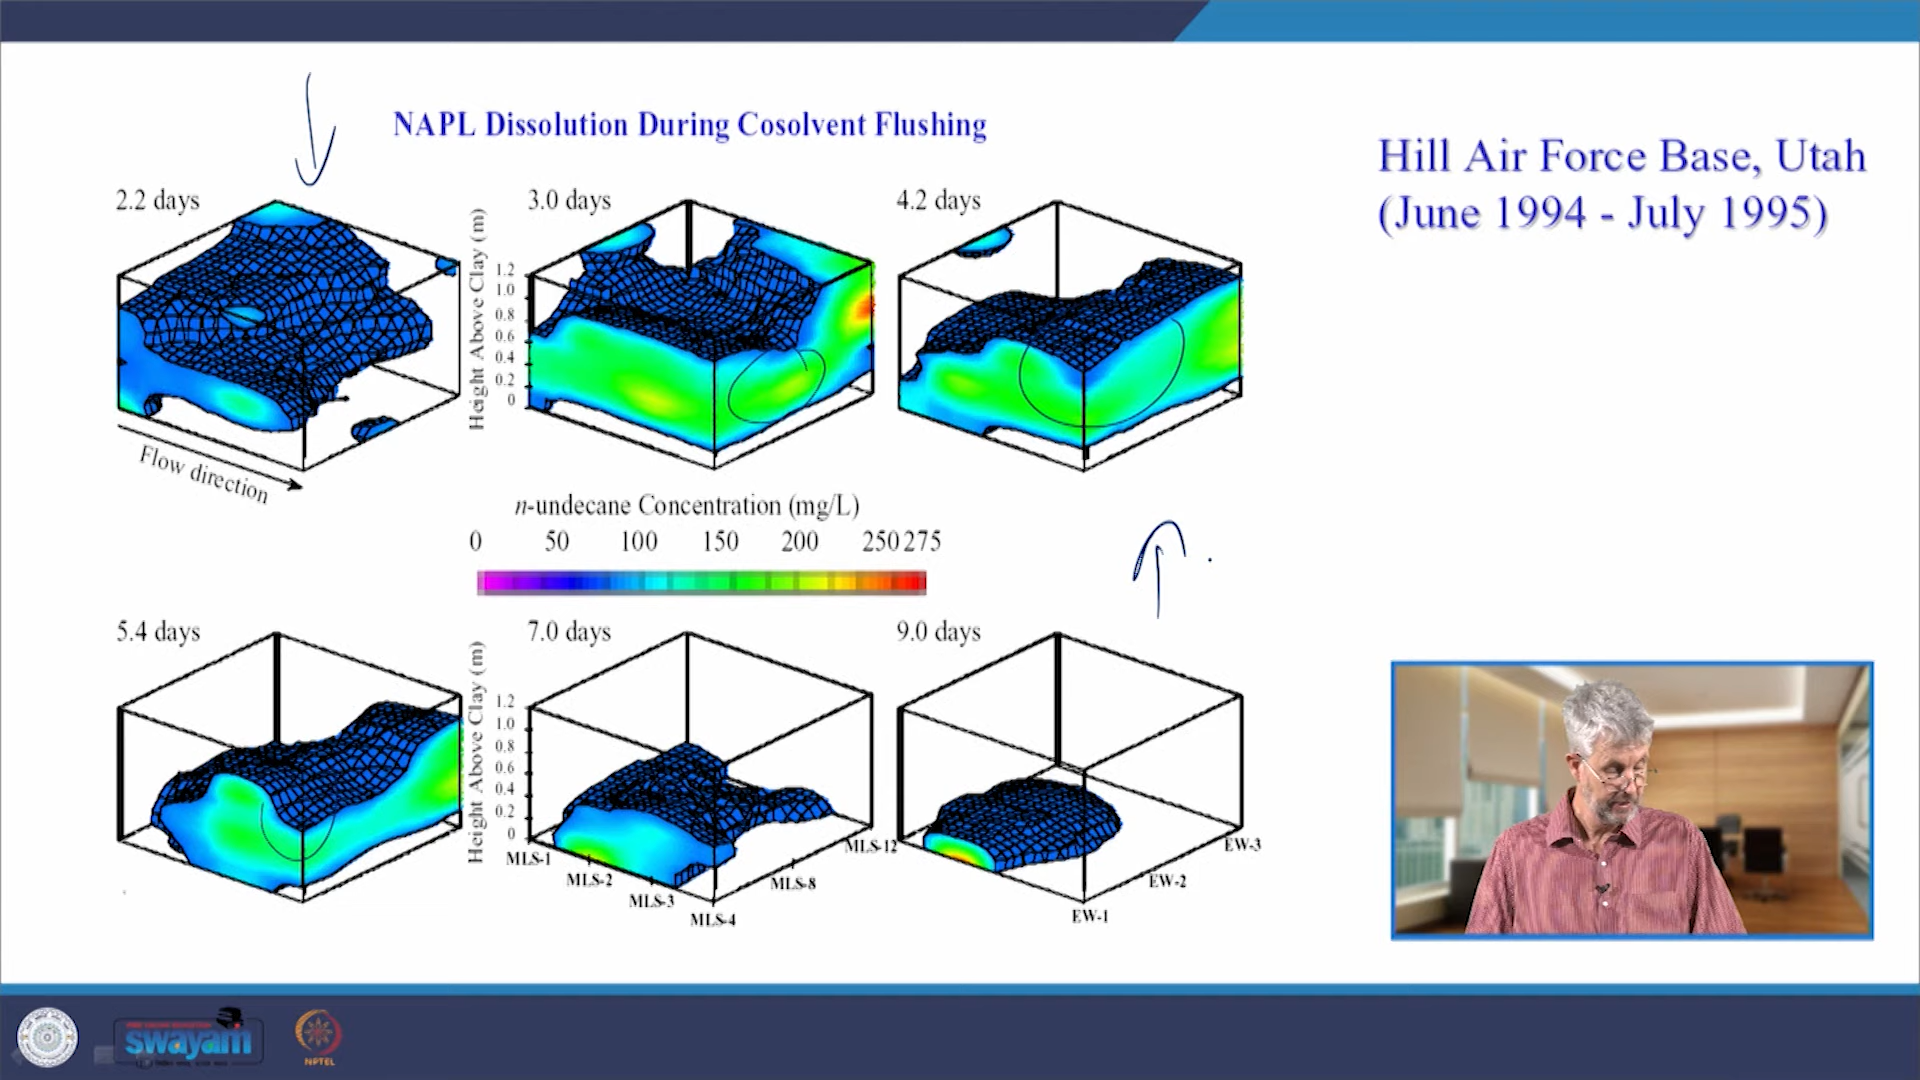 NAPL Dissolution During Cosolvent Flushing
Hill Air Force Base, Utah
(June 1994 - July 1995)
2.2 days
3.0 days
4.2 days
Height Above Clay (m)
1.2
1.0
0.8
0.6
0.4
0.2
0
Flow direction
n-undecane Concentration (mg/L)
0 50 100 150 200 250 275
5.4 days
7.0 days
9.0 days
Height Above Clay (m)
1.2
1.0
0.8
0.6
0.4
0.2
0
MLS-1
MLS-2
MLS-3
MLS-4
MLS-8
MLS-12
EW-1
EW-2
EW-3
swayam
NPTEL